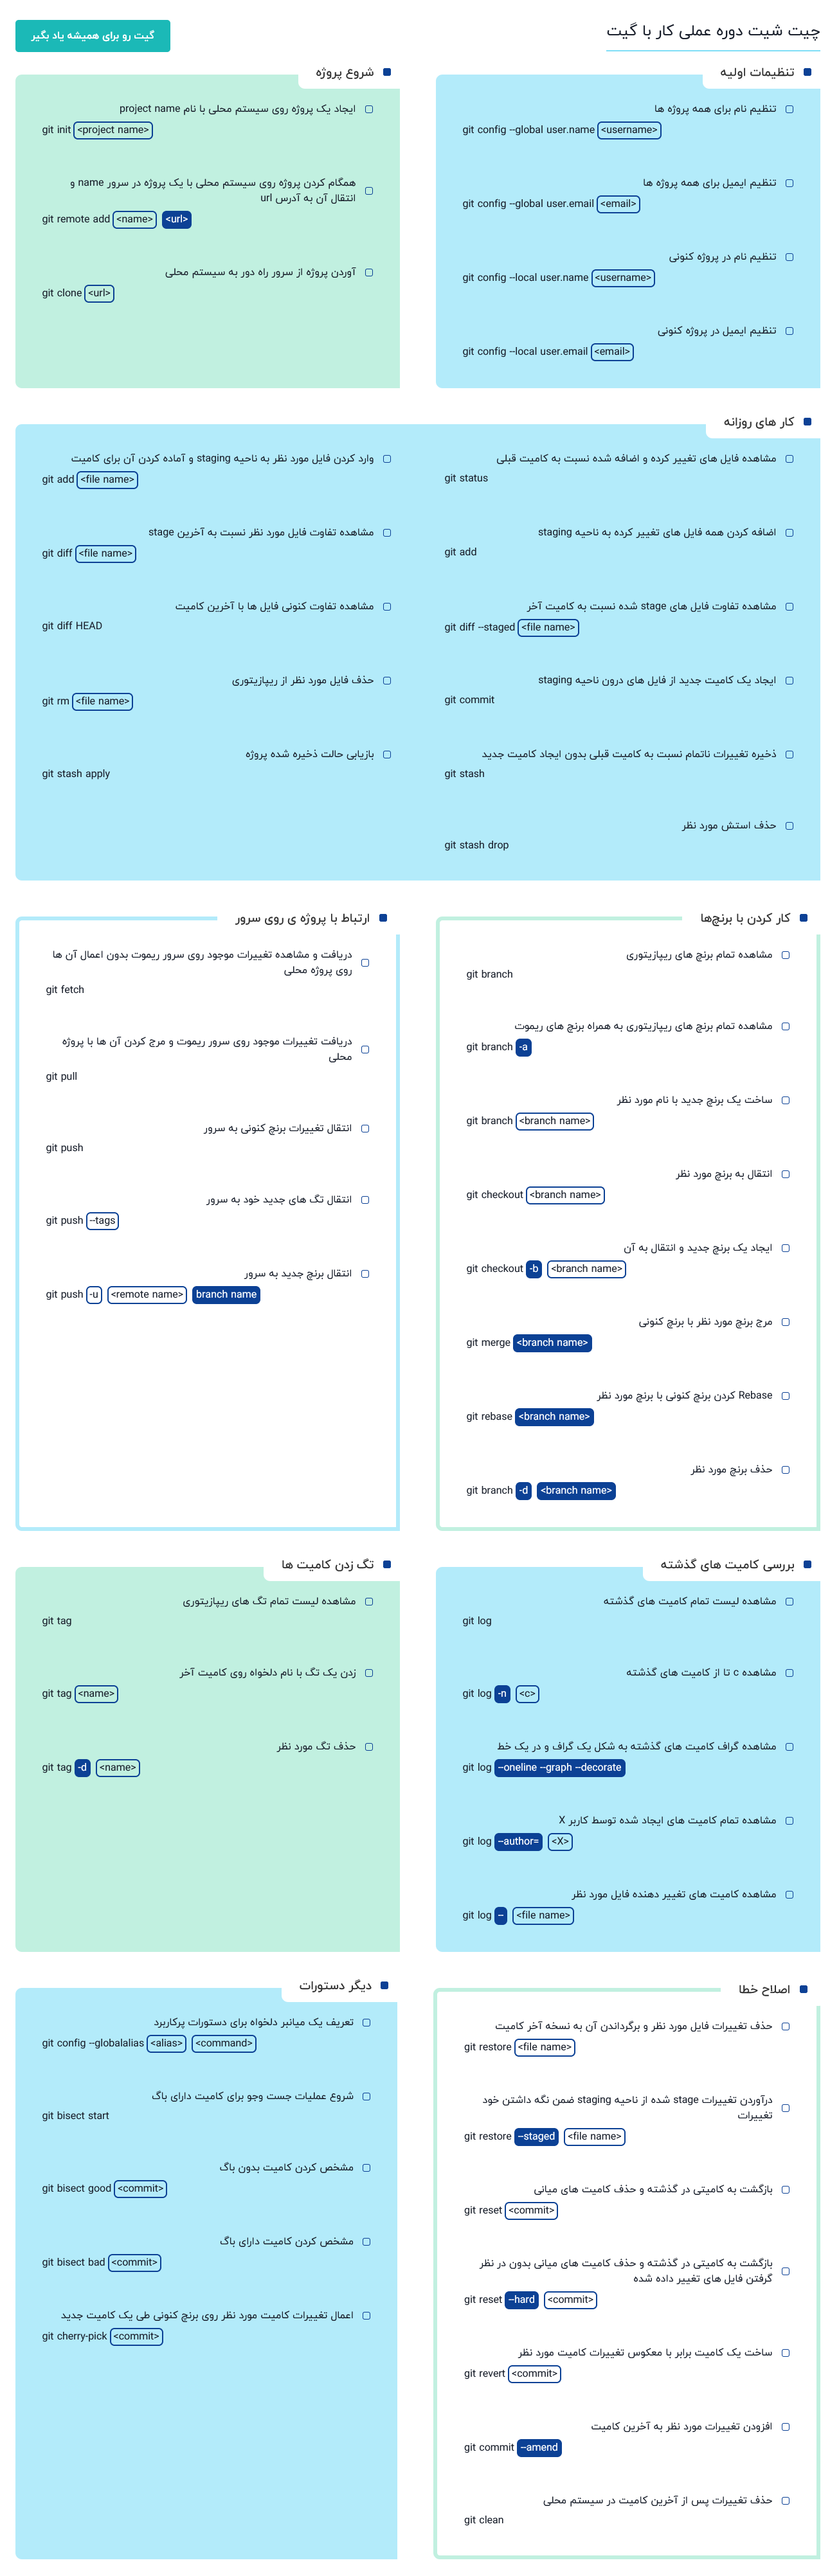 چیت شیت دوره عملی کار با گیت
گیت رو برای همیشه یاد بگیر
تنظیمات اولیه
تنظیم نام برای همه پروژه ها
git config --global user.name <username>
تنظیم ایمیل برای همه پروژه ها
git config --global user.email <email>
تنظیم نام در پروژه کنونی
git config --local user.name <username>
تنظیم ایمیل در پروژه کنونی
git config --local user.email <email>
شروع پروژه
ایجاد یک پروژه روی سیستم محلی با نام project name
git init <project name>
همگام کردن پروژه روی سیستم محلی با یک پروژه در سرور name و
انتقال آن به آدرس url
git remote add <name> <url>
آوردن پروژه از سرور راه دور به سیستم محلی
git clone <url>
کار های روزانه
مشاهده فایل های تغییر کرده و اضافه شده نسبت به کامیت قبلی
git status
اضافه کردن همه فایل های تغییر کرده به ناحیه staging
git add
مشاهده تفاوت فایل های stage شده نسبت به کامیت آخر
git diff --staged <file name>
ایجاد یک کامیت جدید از فایل های درون ناحیه staging
git commit
ذخیره تغییرات ناتمام نسبت به کامیت قبلی بدون ایجاد کامیت جدید
git stash
حذف استش مورد نظر
git stash drop
وارد کردن فایل مورد نظر به ناحیه staging و آماده کردن آن برای کامیت
git add <file name>
مشاهده تفاوت فایل مورد نظر نسبت به آخرین stage
git diff <file name>
مشاهده تفاوت کنونی فایل ها با آخرین کامیت
git diff HEAD
حذف فایل مورد نظر از ریپازیتوری
git rm <file name>
بازیابی حالت ذخیره شده پروژه
git stash apply
کار کردن با برنچ‌ها
مشاهده تمام برنچ های ریپازیتوری
git branch
مشاهده تمام برنچ های ریپازیتوری به همراه برنچ های ریموت
git branch -a
ساخت یک برنچ جدید با نام مورد نظر
git branch <branch name>
انتقال به برنچ مورد نظر
git checkout <branch name>
ایجاد یک برنچ جدید و انتقال به آن
git checkout -b <branch name>
مرج برنچ مورد نظر با برنچ کنونی
git merge <branch name>
Rebase کردن برنچ کنونی با برنچ مورد نظر
git rebase <branch name>
حذف برنچ مورد نظر
git branch -d <branch name>
ارتباط با پروژه ی روی سرور
دریافت و مشاهده تغییرات موجود روی سرور ریموت بدون اعمال آن ها
روی پروژه محلی
git fetch
دریافت تغییرات موجود روی سرور ریموت و مرج کردن آن ها با پروژه
محلی
git pull
انتقال تغییرات برنچ کنونی به سرور
git push
انتقال تگ های جدید خود به سرور
git push --tags
انتقال برنچ جدید به سرور
git push -u <remote name> branch name
بررسی کامیت های گذشته
مشاهده لیست تمام کامیت های گذشته
git log
مشاهده c تا از کامیت های گذشته
git log -n <c>
مشاهده گراف کامیت های گذشته به شکل یک گراف و در یک خط
git log --oneline --graph --decorate
مشاهده تمام کامیت های ایجاد شده توسط کاربر X
git log --author= <X>
مشاهده کامیت های تغییر دهنده فایل مورد نظر
git log -- <file name>
تگ زدن کامیت ها
مشاهده لیست تمام تگ های ریپازیتوری
git tag
زدن یک تگ با نام دلخواه روی کامیت آخر
git tag <name>
حذف تگ مورد نظر
git tag -d <name>
اصلاح خطا
حذف تغییرات فایل مورد نظر و برگرداندن آن به نسخه آخر کامیت
git restore <file name>
درآوردن تغییرات stage شده از ناحیه staging ضمن نگه داشتن خود
تغییرات
git restore --staged <file name>
بازگشت به کامیتی در گذشته و حذف کامیت های میانی
git reset <commit>
بازگشت به کامیتی در گذشته و حذف کامیت های میانی بدون در نظر
گرفتن فایل های تغییر داده شده
git reset --hard <commit>
ساخت یک کامیت برابر با معکوس تغییرات کامیت مورد نظر
git revert <commit>
افزودن تغییرات مورد نظر به آخرین کامیت
git commit --amend
حذف تغییرات پس از آخرین کامیت در سیستم محلی
git clean
دیگر دستورات
تعریف یک میانبر دلخواه برای دستورات پرکاربرد
git config --globalalias <alias> <command>
شروع عملیات جست وجو برای کامیت دارای باگ
git bisect start
مشخص کردن کامیت بدون باگ
git bisect good <commit>
مشخص کردن کامیت دارای باگ
git bisect bad <commit>
اعمال تغییرات کامیت مورد نظر روی برنچ کنونی طی یک کامیت جدید
git cherry-pick <commit>